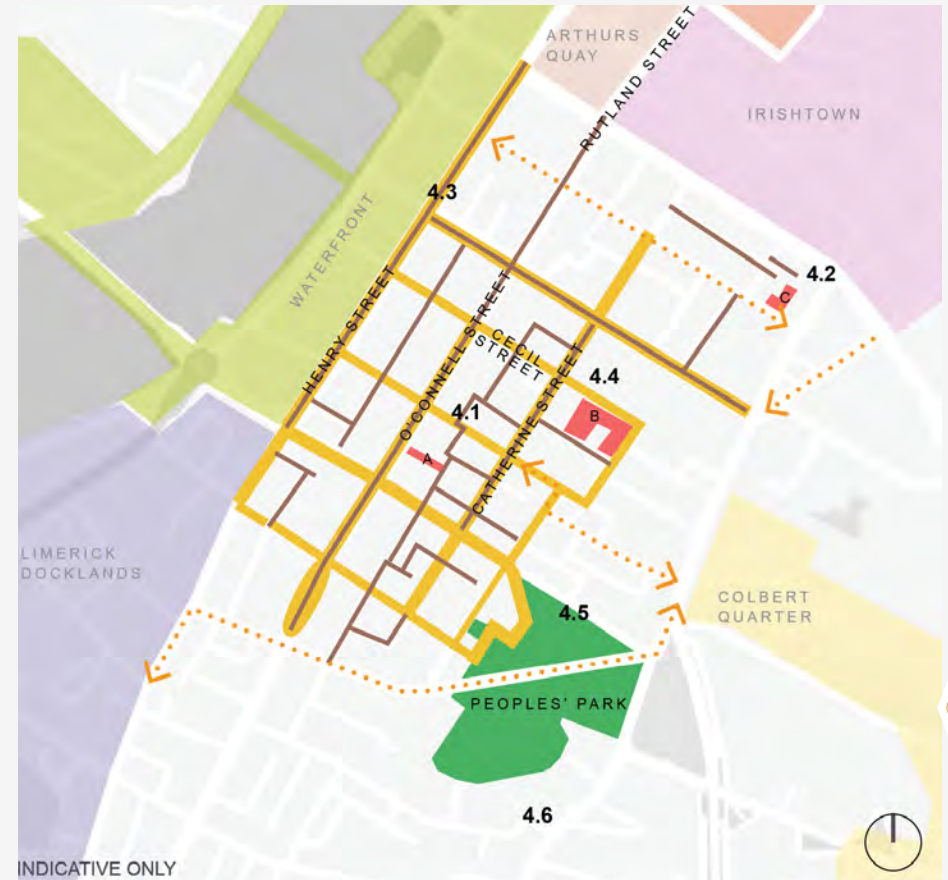 ARTHURS
QUAY
RUTLAND STREET
IRISHTOWN
4.3
WATERFRONT
4.2
C
HENRY STREET
O'CONNELL STREET
CECIL
STREET
CATHERINE STREET
4.4
4.1
B
A
LIMERICK
DOCKLANDS
COLBERT
QUARTER
4.5
PEOPLES' PARK
4.6
INDICATIVE ONLY